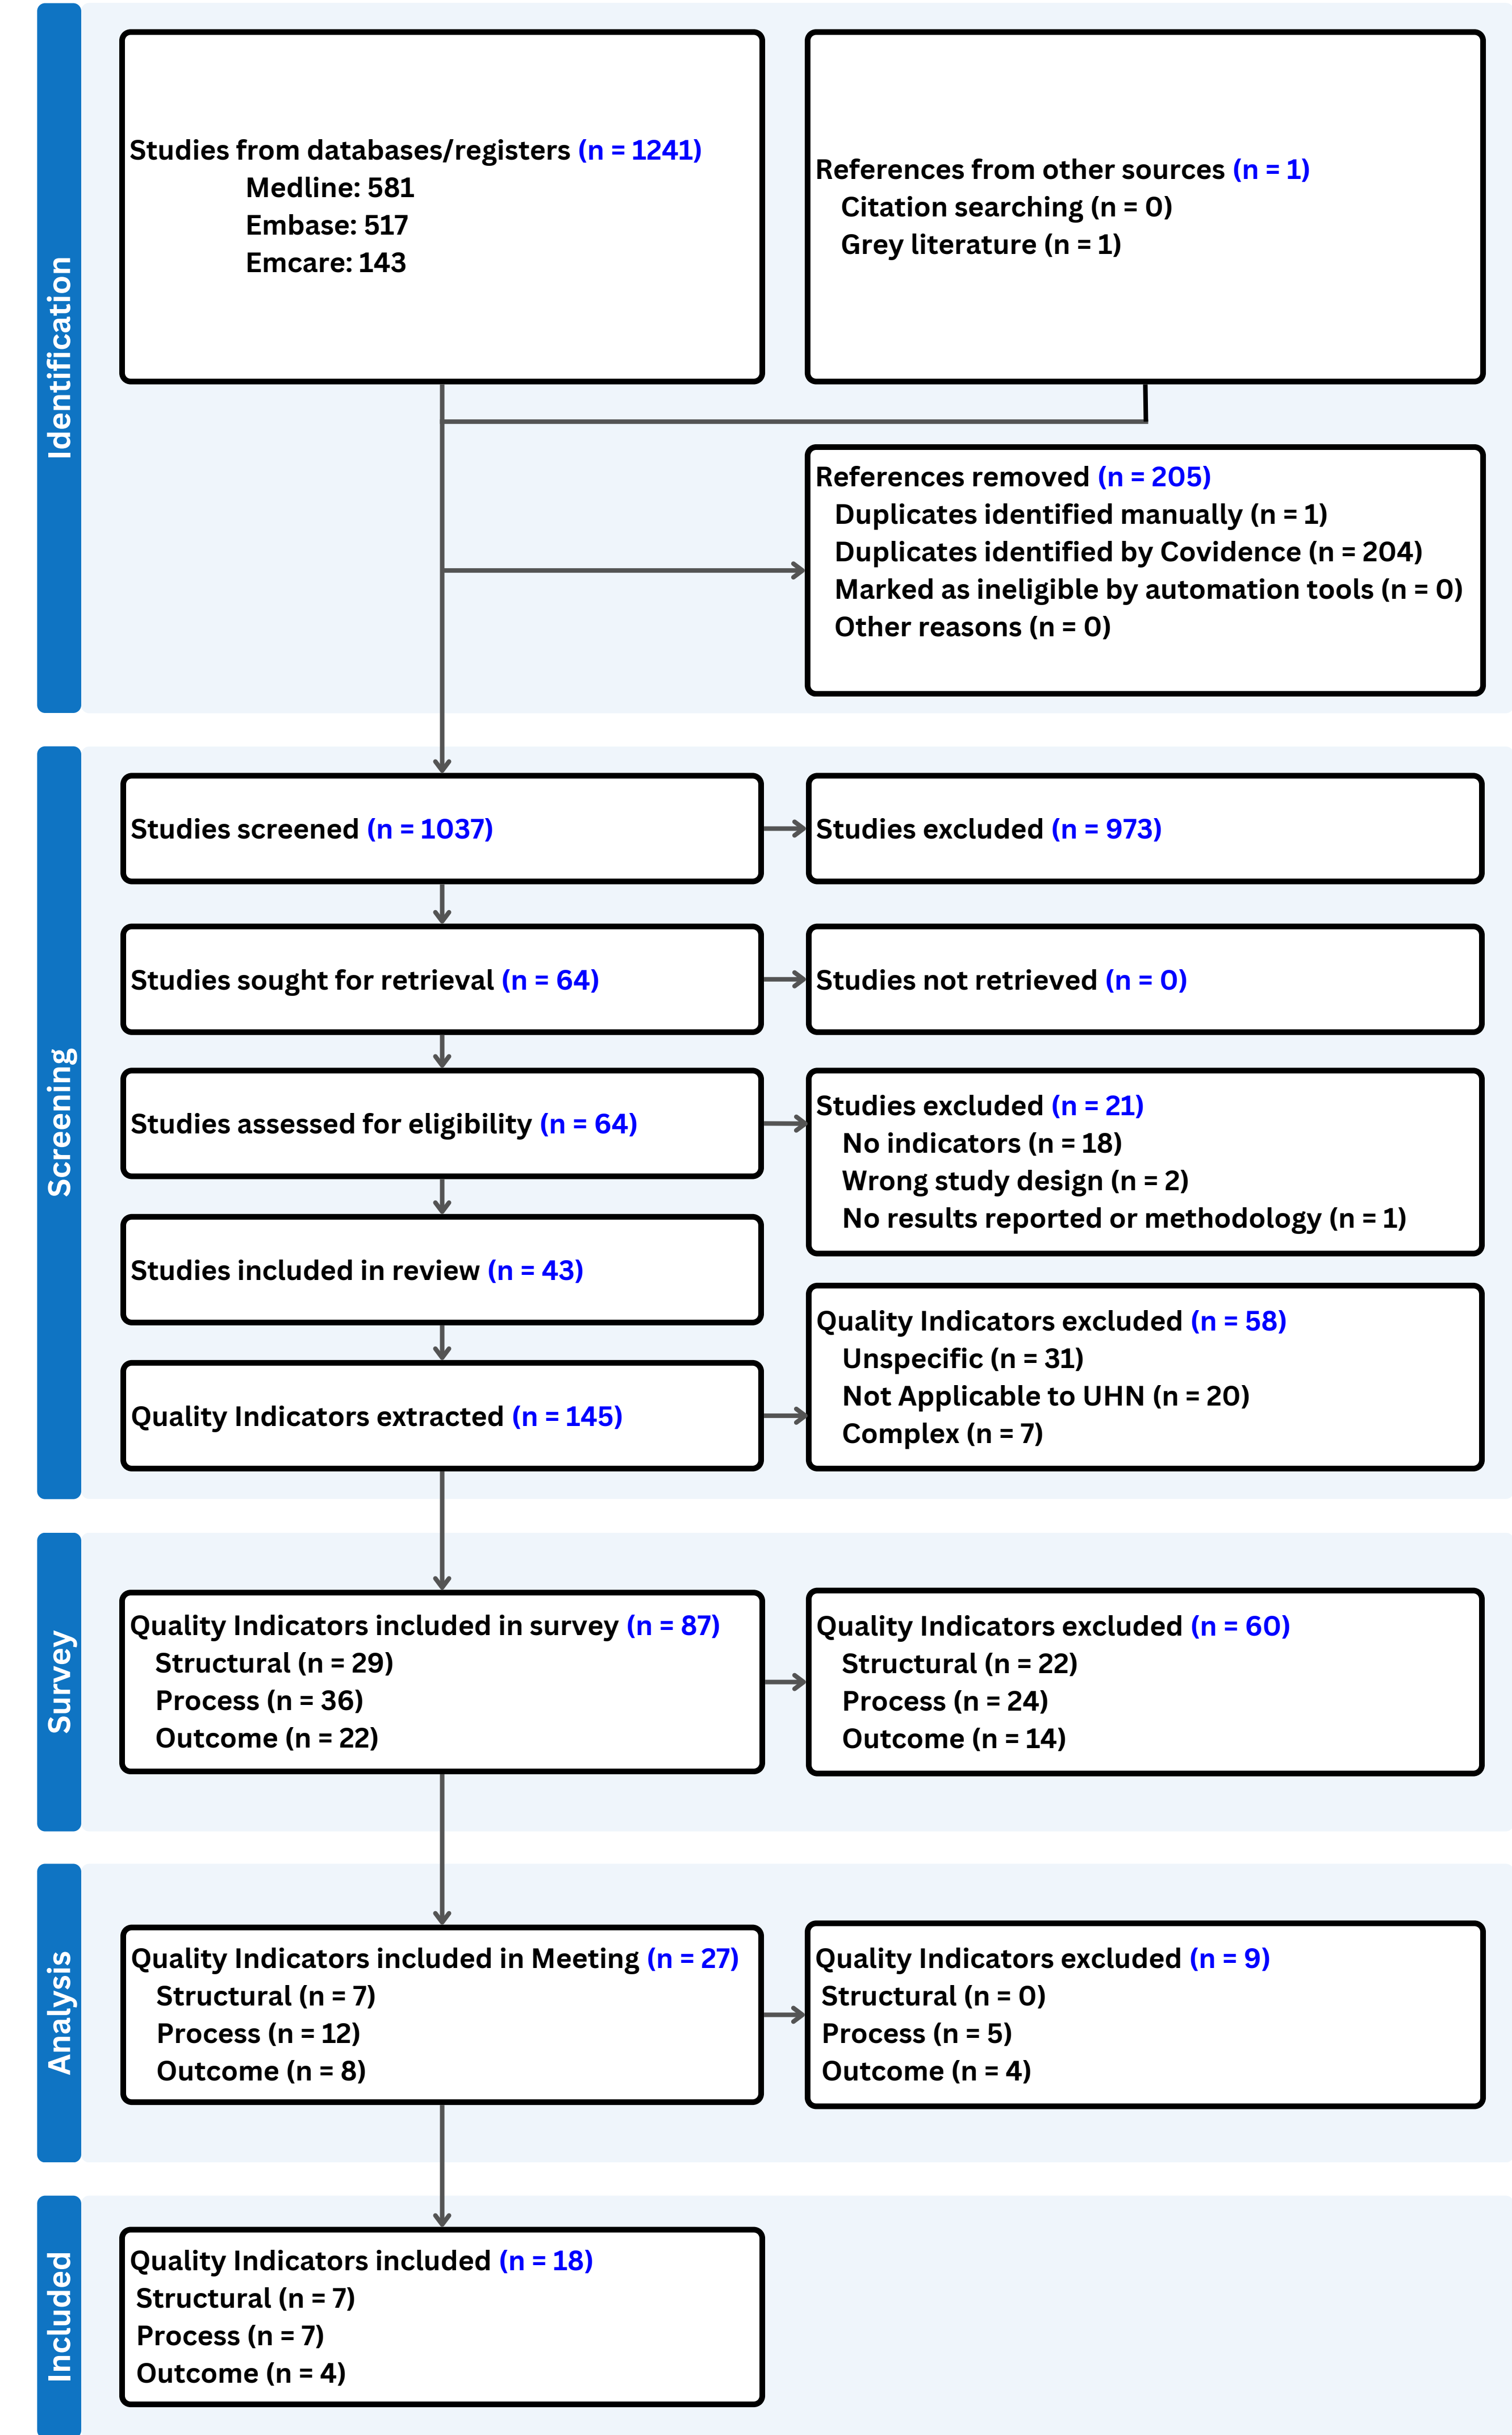 Identification
Studies from databases/registers (n = 1241)
Medline: 581
Embase: 517
Emcare: 143
References from other sources (n = 1)
Citation searching (n = 0)
Grey literature (n = 1)
References removed (n = 205)
Duplicates identified manually (n = 1)
Duplicates identified by Covidence (n = 204)
Marked as ineligible by automation tools (n = 0)
Other reasons (n = 0)
Screening
Studies screened (n = 1037)
Studies excluded (n = 973)
Studies sought for retrieval (n = 64)
Studies not retrieved (n = 0)
Studies assessed for eligibility (n = 64)
Studies excluded (n = 21)
No indicators (n = 18)
Wrong study design (n = 2)
No results reported or methodology (n = 1)
Studies included in review (n = 43)
Quality Indicators extracted (n = 145)
Quality Indicators excluded (n = 58)
Unspecific (n = 31)
Not Applicable to UHN (n = 20)
Complex (n = 7)
Survey
Quality Indicators included in survey (n = 87)
Structural (n = 29)
Process (n = 36)
Outcome (n = 22)
Quality Indicators excluded (n = 60)
Structural (n = 22)
Process (n = 24)
Outcome (n = 14)
Analysis
Quality Indicators included in Meeting (n = 27)
Structural (n = 7)
Process (n = 12)
Outcome (n = 8)
Quality Indicators excluded (n = 9)
Structural (n = 0)
Process (n = 5)
Outcome (n = 4)
Included
Quality Indicators included (n = 18)
Structural (n = 7)
Process (n = 7)
Outcome (n = 4)